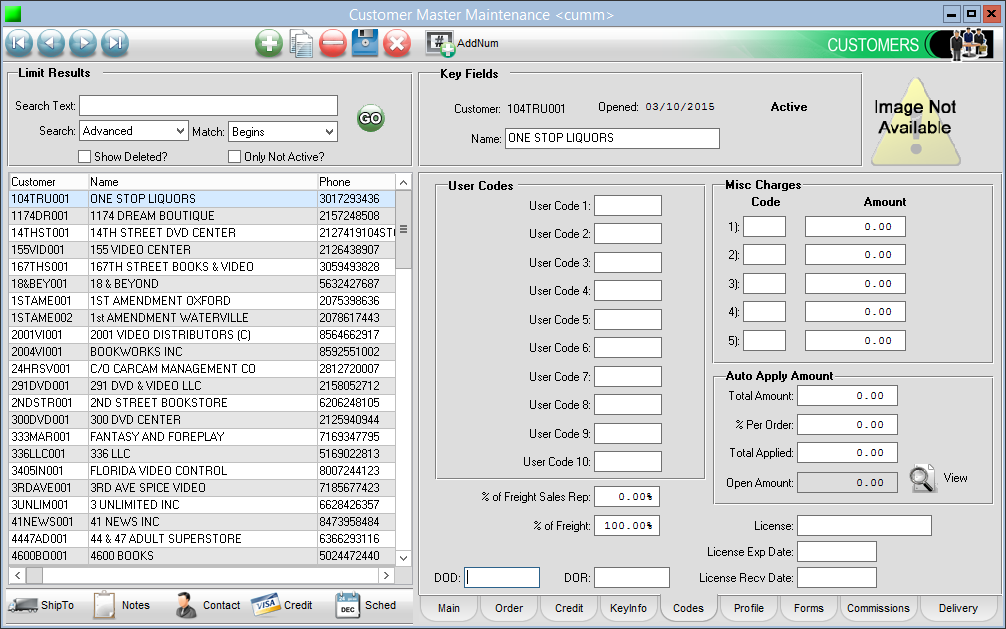 Customer Master Maintenance <cumm>
# AddNum CUSTOMERS
Limit Results
Search Text:
Search: Advanced Match: Begins GO
Show Deleted? Only Not Active?
Key Fields
Customer: 104TRU001 Opened: 03/10/2015 Active
Name: ONE STOP LIQUORS
Image Not
Available
Customer Name Phone
104TRU001 ONE STOP LIQUORS 3017293436
1174DR001 1174 DREAM BOUTIQUE 2157248508
14THST001 14TH STREET DVD CENTER 2127419104STO
155VID001 155 VIDEO CENTER 2126438907
167THS001 167TH STREET BOOKS & VIDEO 3059493828
18&BEY001 18 & BEYOND 5632427687
1STAME001 1ST AMENDMENT OXFORD 2075398636
1STAME002 1st AMENDMENT WATERVILLE 2078617443
2001VI001 2001 VIDEO DISTRIBUTORS (C) 8564662917
2004VI001 BOOKWORKS INC 8592551002
24HRSV001 C/O CARCAM MANAGEMENT CO 2812720007
291DVD001 291 DVD & VIDEO LLC 2158052712
2NDSTR001 2ND STREET BOOKSTORE 6206248105
300DVD001 300 DVD CENTER 2125940944
333MAR001 FANTASY AND FOREPLAY 7169347795
336LLC001 336 LLC 5169022813
3405IN001 FLORIDA VIDEO CONTROL 8007244123
3RDAVE001 3RD AVE SPICE VIDEO 7185677423
3UNLIM001 3 UNLIMITED INC 6628426357
41NEWS001 41 NEWS INC 8473958484
4447AD001 44 & 47 ADULT SUPERSTORE 6366293116
4600BO001 4600 BOOKS 5024472440
ShipTo Notes Contact VISA Credit DEC Sched
User Codes
User Code 1:
User Code 2:
User Code 3:
User Code 4:
User Code 5:
User Code 6:
User Code 7:
User Code 8:
User Code 9:
User Code 10:
% of Freight Sales Rep: 0.00%
% of Freight: 100.00%
DOD: DOR:
Misc Charges
Code Amount
1): 0.00
2): 0.00
3): 0.00
4): 0.00
5): 0.00
Auto Apply Amount
Total Amount: 0.00
% Per Order: 0.00
Total Applied: 0.00
Open Amount: 0.00 View
License:
License Exp Date:
License Recv Date:
Main Order Credit KeyInfo Codes Profile Forms Commissions Delivery